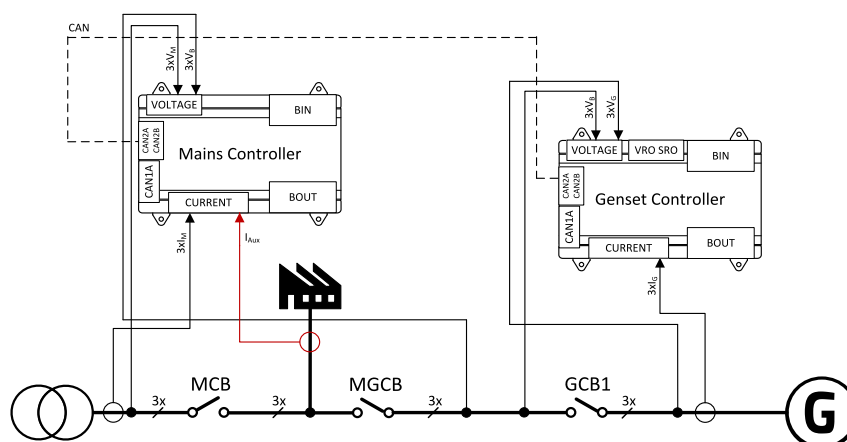 CAN
3xV_M
3xV_B
VOLTAGE
BIN
CAN2A
CAN2B
Mains Controller
CAN1A
CURRENT
BOUT
3xI_M
I_Aux
3xV_B
3xV_G
VOLTAGE
VRO SRO
BIN
CAN2A
CAN2B
Genset Controller
CAN1A
CURRENT
BOUT
3xI_G
MCB
MGCB
GCB1
3x
3x
3x
3x
G